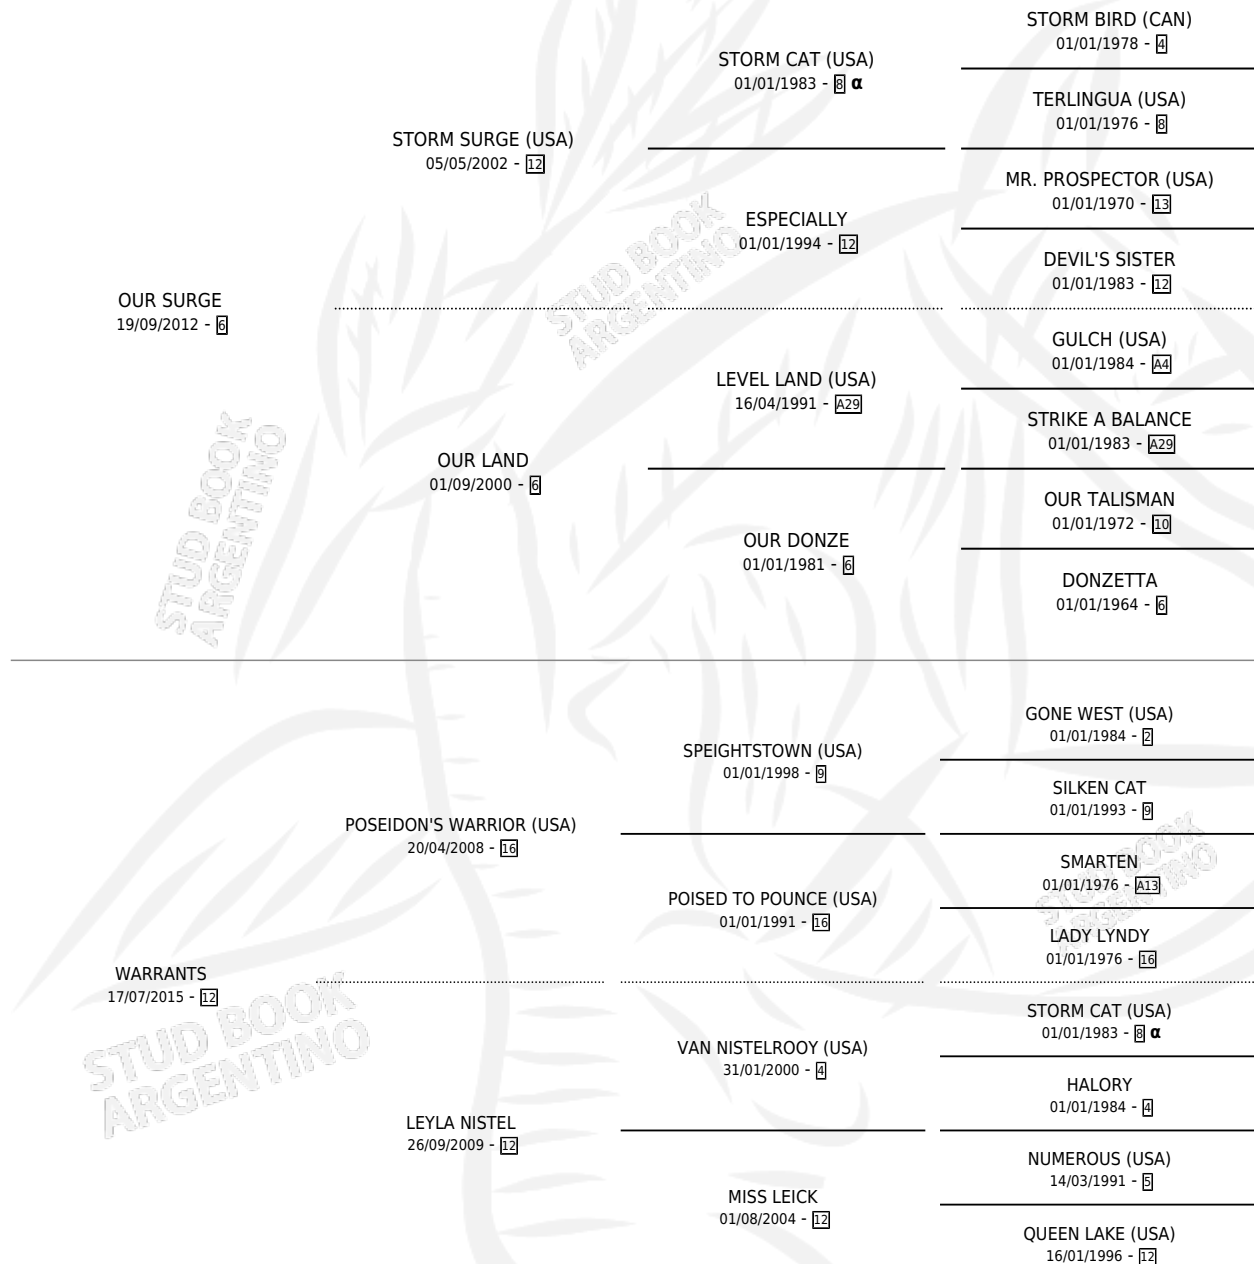 STORM BIRD (CAN)
01/01/1978 - 4
STORM CAT (USA)
01/01/1983 - 8 α
TERLINGUA (USA)
01/01/1976 - 8
STORM SURGE (USA)
05/05/2002 - 12
MR. PROSPECTOR (USA)
01/01/1970 - 13
ESPECIALLY
01/01/1994 - 12
DEVIL'S SISTER
01/01/1983 - 12
OUR SURGE
19/09/2012 - 6
GULCH (USA)
01/01/1984 - A4
LEVEL LAND (USA)
16/04/1991 - A29
STRIKE A BALANCE
01/01/1983 - A29
OUR LAND
01/09/2000 - 6
OUR TALISMAN
01/01/1972 - 10
OUR DONZE
01/01/1981 - 6
DONZETTA
01/01/1964 - 6
GONE WEST (USA)
01/01/1984 - 2
SPEIGHTSTOWN (USA)
01/01/1998 - 9
SILKEN CAT
01/01/1993 - 9
POSEIDON'S WARRIOR (USA)
20/04/2008 - 16
SMARTEN
01/01/1976 - A13
POISED TO POUNCE (USA)
01/01/1991 - 16
LADY LYNDY
01/01/1976 - 16
WARRANTS
17/07/2015 - 12
STORM CAT (USA)
01/01/1983 - 8 α
VAN NISTELROOY (USA)
31/01/2000 - 4
HALORY
01/01/1984 - 4
LEYLA NISTEL
26/09/2009 - 12
NUMEROUS (USA)
14/03/1991 - 5
MISS LEICK
01/08/2004 - 12
QUEEN LAKE (USA)
16/01/1996 - 12
STUD BOOK
ARGENTINO
STUD BOOK
ARGENTINO
STUD BOOK
ARGENTINO
STUD BOOK
ARGENTINO